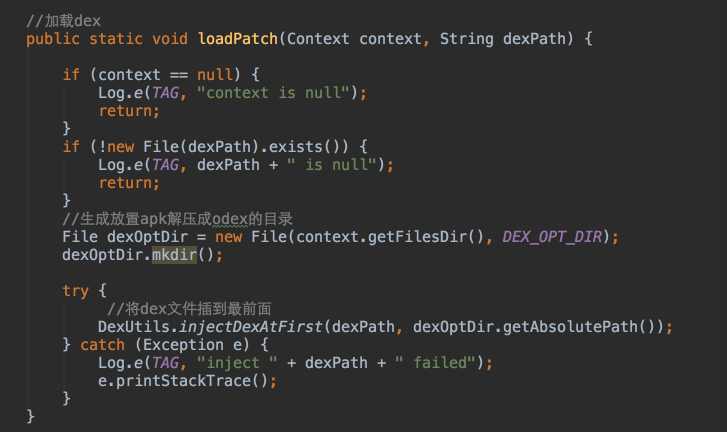 //加载dex
public static void loadPatch(Context context, String dexPath) {
if (context == null) {
Log.e(TAG, "context is null");
return;
}
if (!new File(dexPath).exists()) {
Log.e(TAG, dexPath + " is null");
return;
}
//生成放置apk解压成odex的目录
File dexOptDir = new File(context.getFilesDir(), DEX_OPT_DIR);
dexOptDir.mkdir();
try {
//将dex文件插到最前面
DexUtils.injectDexAtFirst(dexPath, dexOptDir.getAbsolutePath());
} catch (Exception e) {
Log.e(TAG, "inject " + dexPath + " failed");
e.printStackTrace();
}
}